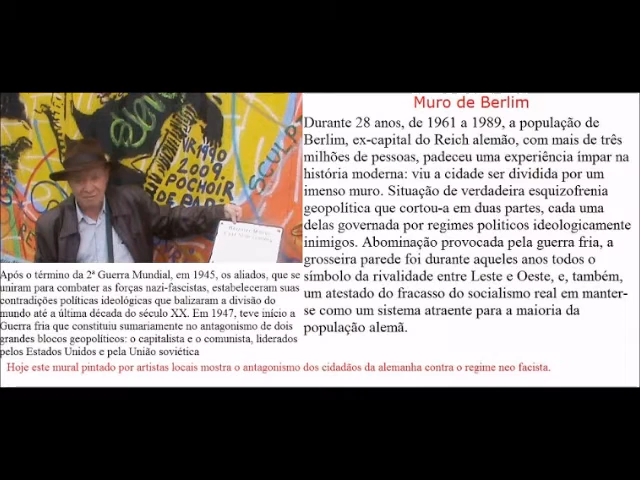 Muro de Berlim
Durante 28 anos, de 1961 a 1989, a população de
Berlim, ex-capital do Reich alemão, com mais de três
milhões de pessoas, padeceu uma experiência ímpar na
história moderna: viu a cidade ser dividida por um
imenso muro. Situação de verdadeira esquizofrenia
geopolítica que cortou-a em duas partes, cada uma
delas governada por regimes políticos ideologicamente
inimigos. Abominação provocada pela guerra fria, a
grosseira parede foi durante aqueles anos todos o
símbolo da rivalidade entre Leste e Oeste, e, também,
um atestado do fracasso do socialismo real em manter-
se como um sistema atraente para a maioria da
população alemã.
1990
2009
POCHOIR
DE PAR
SCULP
Após o término da 2ª Guerra Mundial, em 1945, os aliados, que se
uniram para combater as forças nazi-fascistas, estabeleceram suas
contradições políticas ideológicas que balizaram a divisão do
mundo até a última década do século XX. Em 1947, teve início a
Guerra fria que constituiu sumariamente no antagonismo de dois
grandes blocos geopolíticos: o capitalista e o comunista, liderados
pelos Estados Unidos e pela União soviética
Hoje este mural pintado por artistas locais mostra o antagonismo dos cidadãos da alemanha contra o regime neo facista.